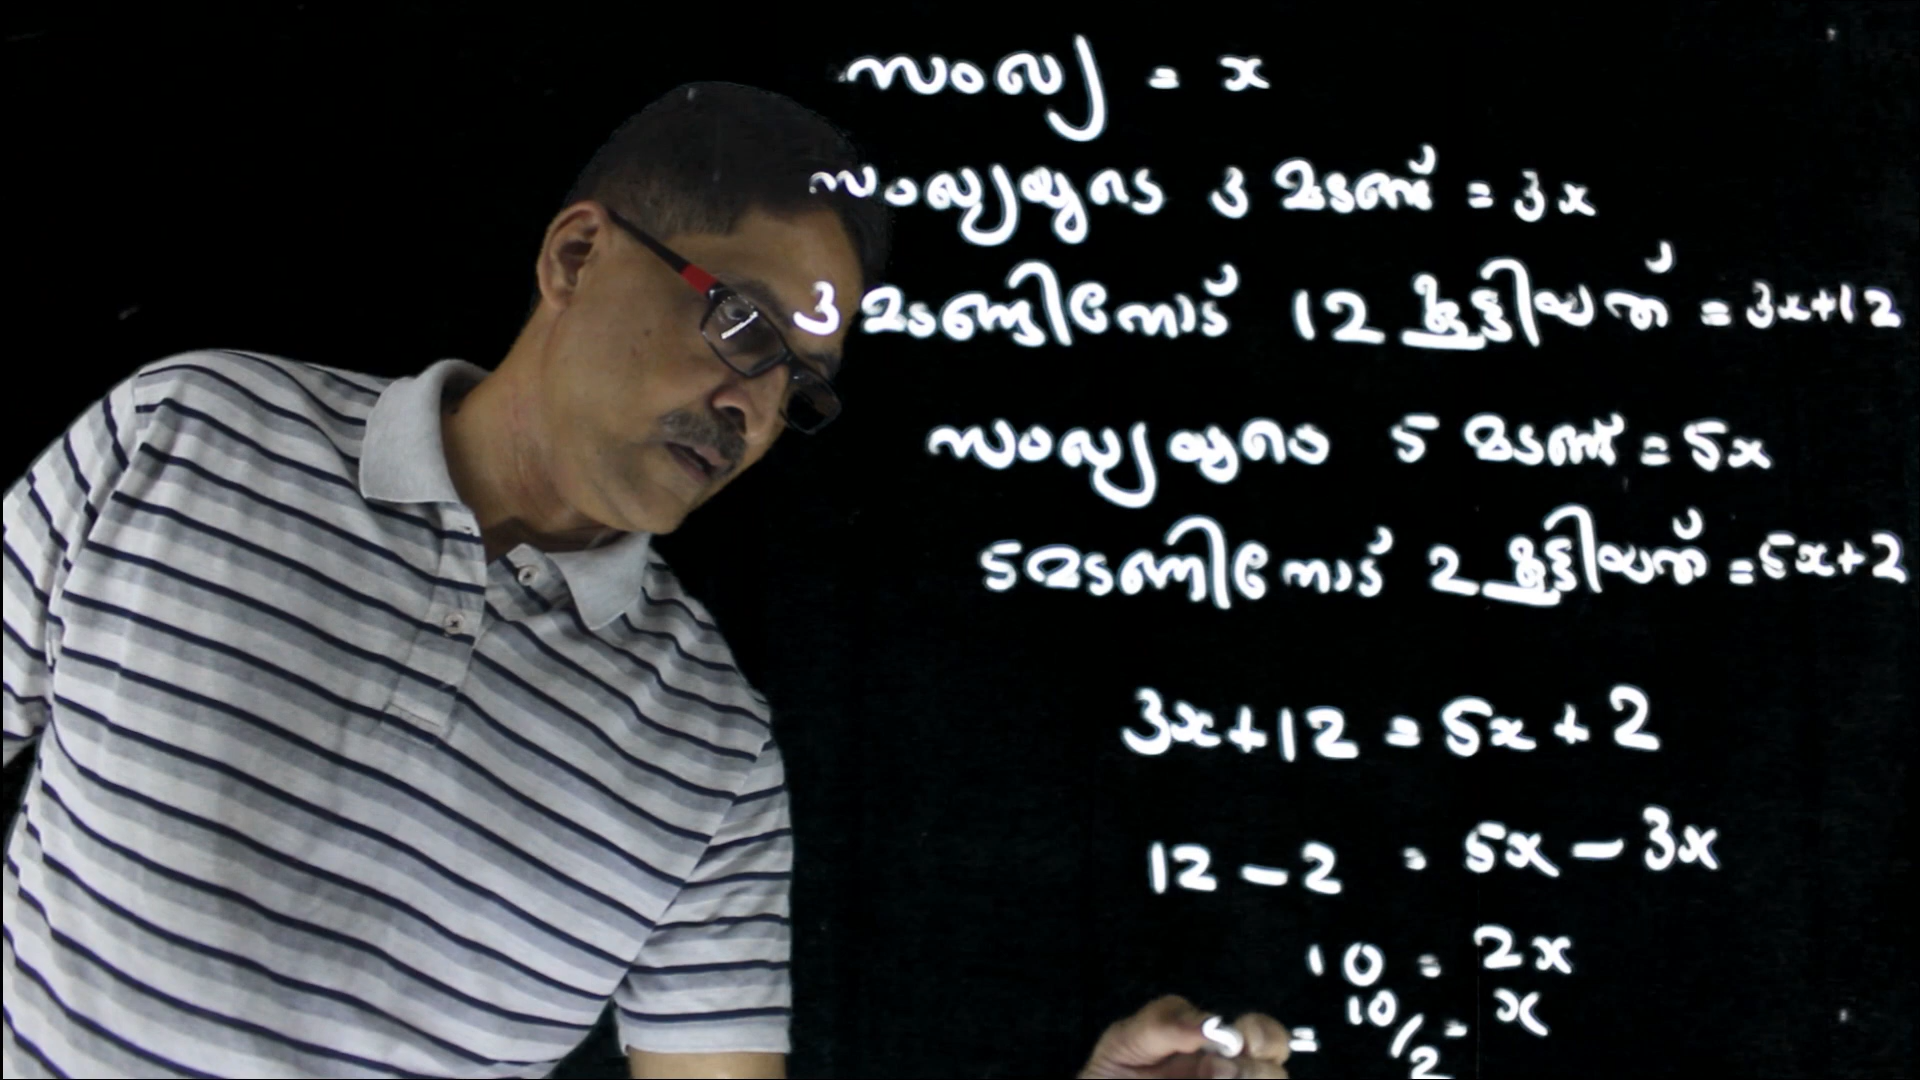 സംഖ്യ = x
സംഖ്യയുടെ 3 മടങ്ങ് = 3x
3 മടങ്ങിനോട് 12 കൂട്ടിയത് = 3x+12
സംഖ്യയുടെ 5 മടങ്ങ് = 5x
5 മടങ്ങിനോട് 2 കൂട്ടിയത് = 5x+2
3x+12 = 5x+2
12-2 = 5x-3x
10 = 2x
= 10/2 = x